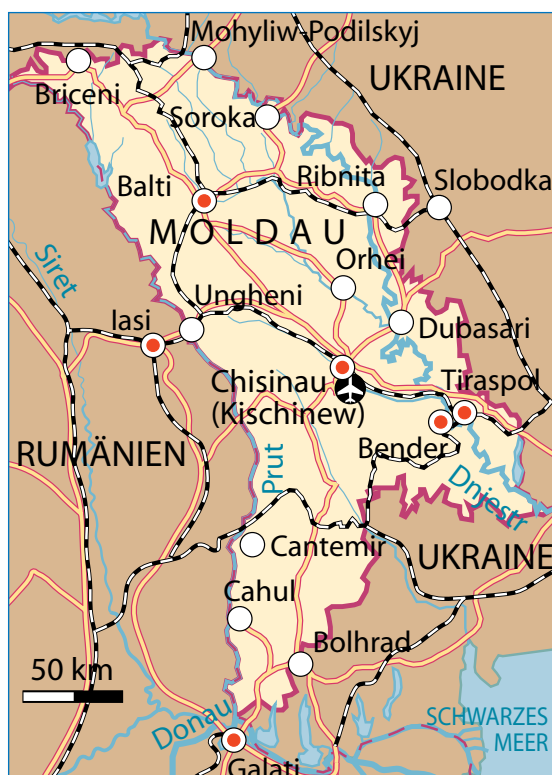 Mohyliw-Podilskyj
UKRAINE
Briceni
Soroka
Ribnita
Slobodka
Balti
MOLDAU
Orhei
Siret
Ungheni
Iasi
Dubasari
Chisinau
(Kischinew)
Tiraspol
RUMÄNIEN
Prut
Bender
Dnjestr
Cantemir
UKRAINE
Cahul
Bolhrad
50 km
Donau
SCHWARZES
MEER
Galati